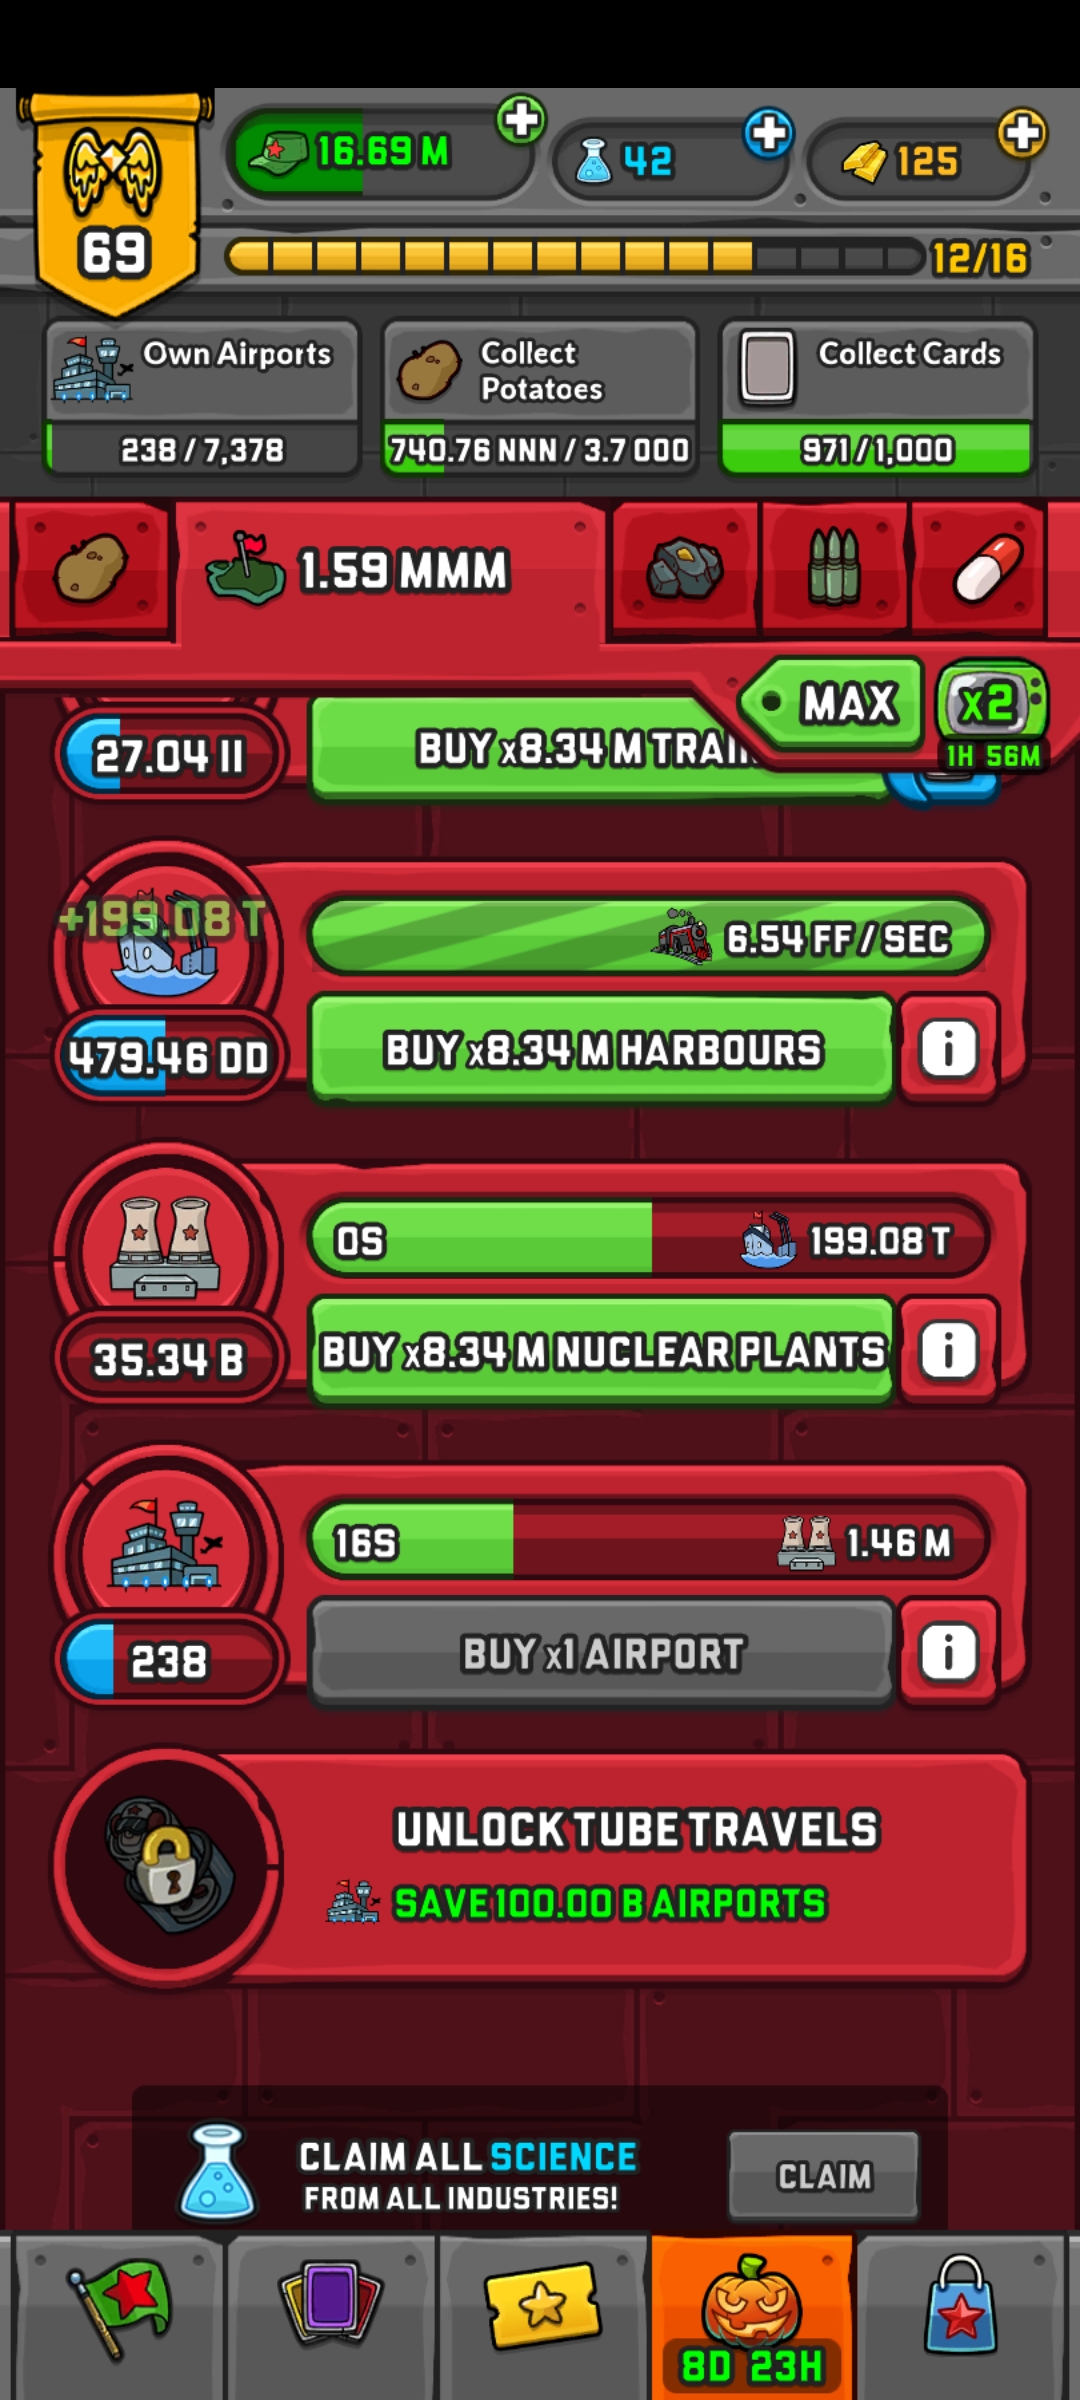 69
16.69 M
42
125
12/16
Own Airports
238 / 7,378
Collect
Potatoes
740.76 NNN / 3.7 OOO
Collect Cards
971 / 1,000
1.59 MMM
MAX
x2
1H 56M
27.04 II
BUY x8.34 M
+199.08 T
6.54 FF / SEC
479.46 DD
BUY x8.34 M HARBOURS
i
0S
199.08 T
35.34 B
BUY x8.34 M NUCLEAR PLANTS
i
16S
1.46 M
238
BUY x1 AIRPORT
i
UNLOCK TUBE TRAVELS
SAVE 100.00 B AIRPORTS
CLAIM ALL SCIENCE
FROM ALL INDUSTRIES!
CLAIM
8D 23H